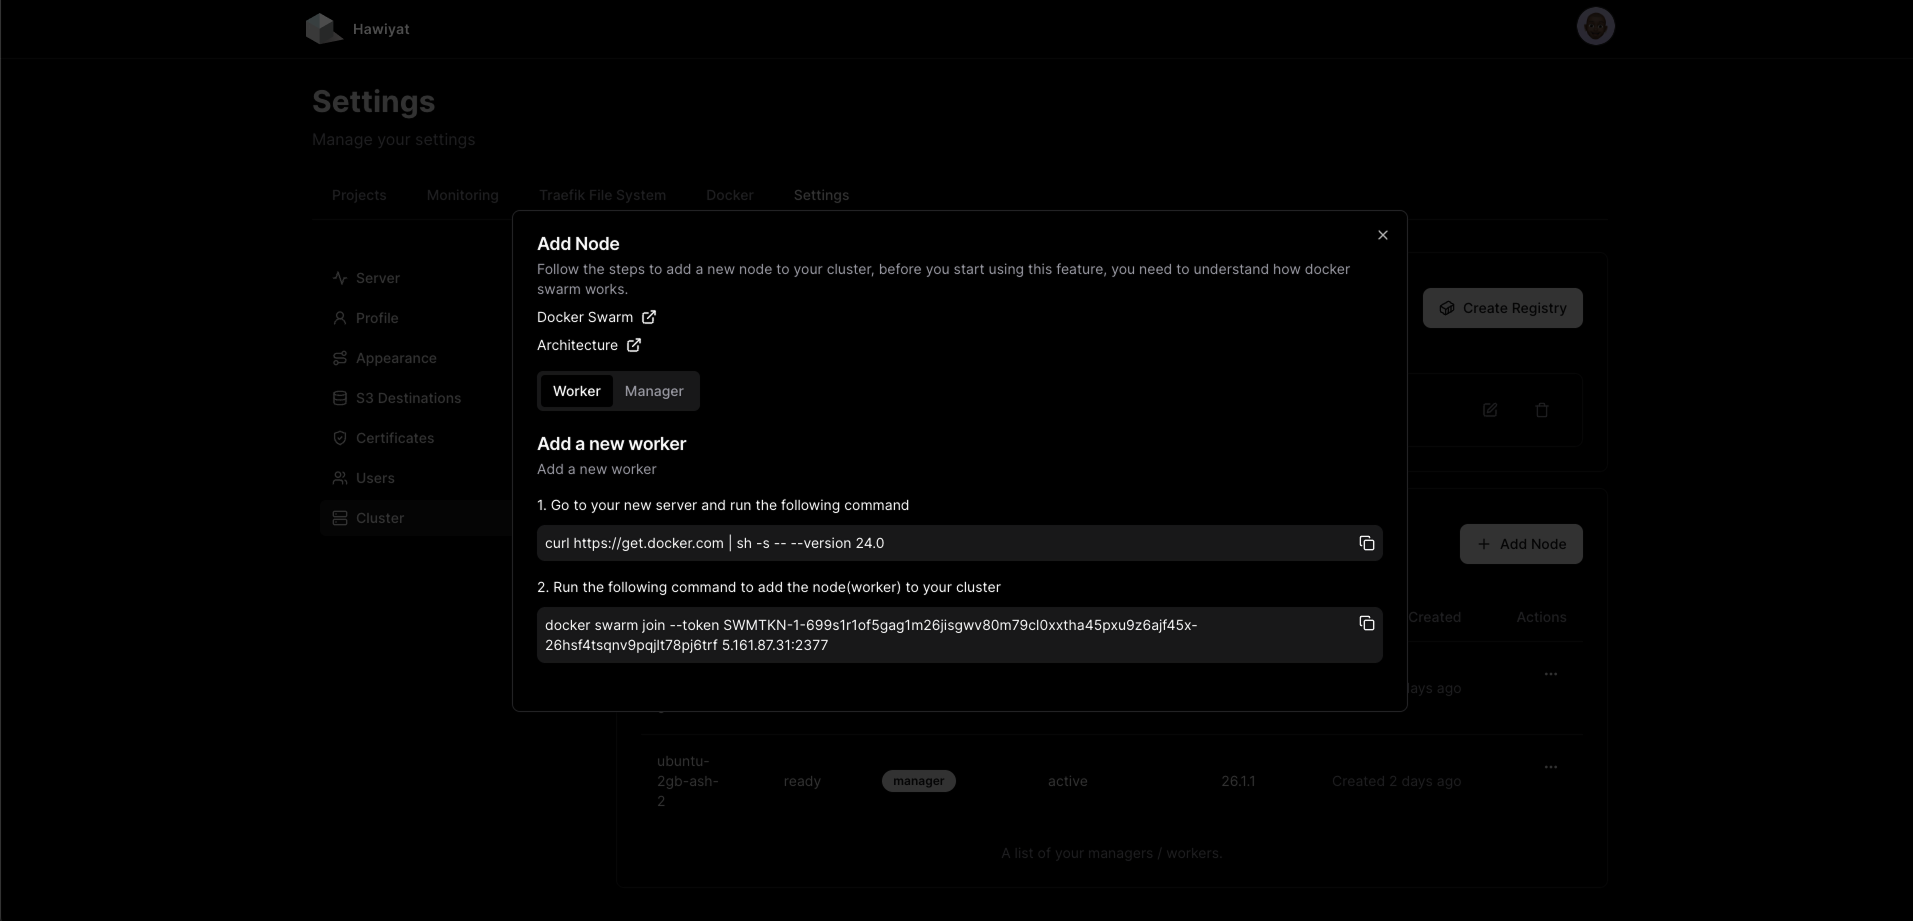 Hawiyat
Settings
Manage your settings
Projects
Monitoring
Traefik File System
Docker
Settings
Server
Profile
Appearance
S3 Destinations
Certificates
Users
Cluster
Add Node
Follow the steps to add a new node to your cluster, before you start using this feature, you need to understand how docker
swarm works.
Docker Swarm
Architecture
Worker
Manager
Add a new worker
Add a new worker
1. Go to your new server and run the following command
curl https://get.docker.com | sh -s -- --version 24.0
2. Run the following command to add the node(worker) to your cluster
docker swarm join --token SWMTKN-1-699s1r1of5gag1m26jisgwv80m79cl0xxtha45pxu9z6ajf45x-
26hsf4tsqnv9pqjlt78pj6trf 5.161.87.31:2377
Create Registry
+ Add Node
Created
Actions
days ago
ubuntu-
2gb-ash-
2
ready
manager
active
26.1.1
Created 2 days ago
A list of your managers / workers.